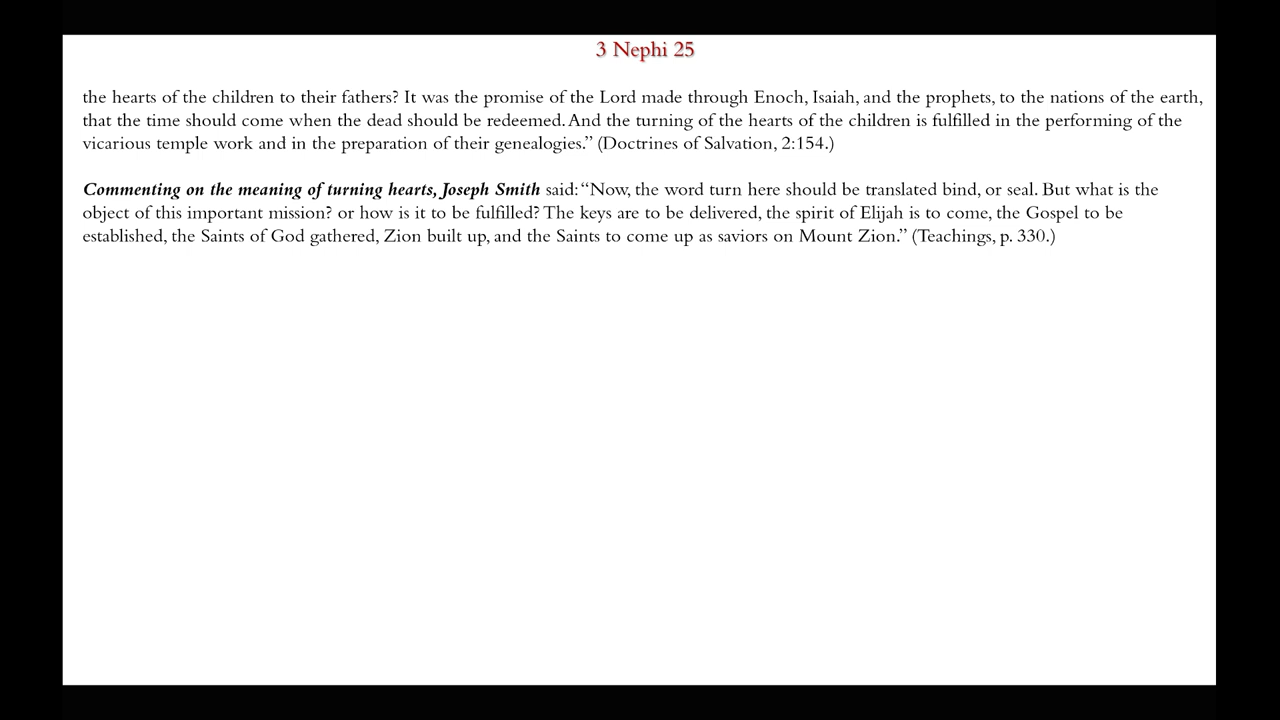 3 Nephi 25
the hearts of the children to their fathers? It was the promise of the Lord made through Enoch, Isaiah, and the prophets, to the nations of the earth,
that the time should come when the dead should be redeemed. And the turning of the hearts of the children is fulfilled in the performing of the
vicarious temple work and in the preparation of their genealogies.” (Doctrines of Salvation, 2:154.)
Commenting on the meaning of turning hearts, Joseph Smith said: “Now, the word turn here should be translated bind, or seal. But what is the
object of this important mission? or how is it to be fulfilled? The keys are to be delivered, the spirit of Elijah is to come, the Gospel to be
established, the Saints of God gathered, Zion built up, and the Saints to come up as saviors on Mount Zion.” (Teachings, p. 330.)